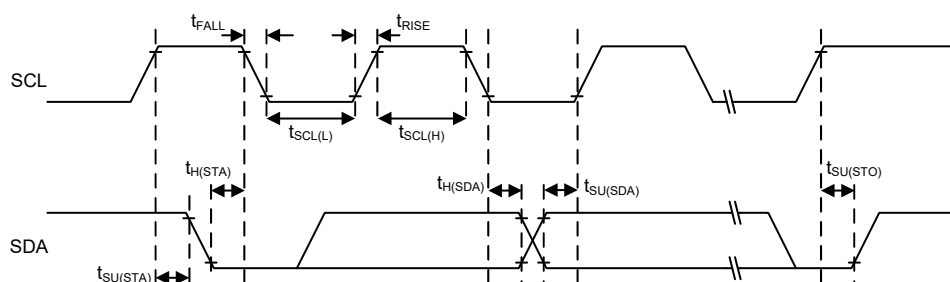 tFALL tRISE
SCL
tSCL(L) tSCL(H)
tH(STA) tH(SDA) tSU(SDA) tSU(STO)
SDA
tSU(STA)